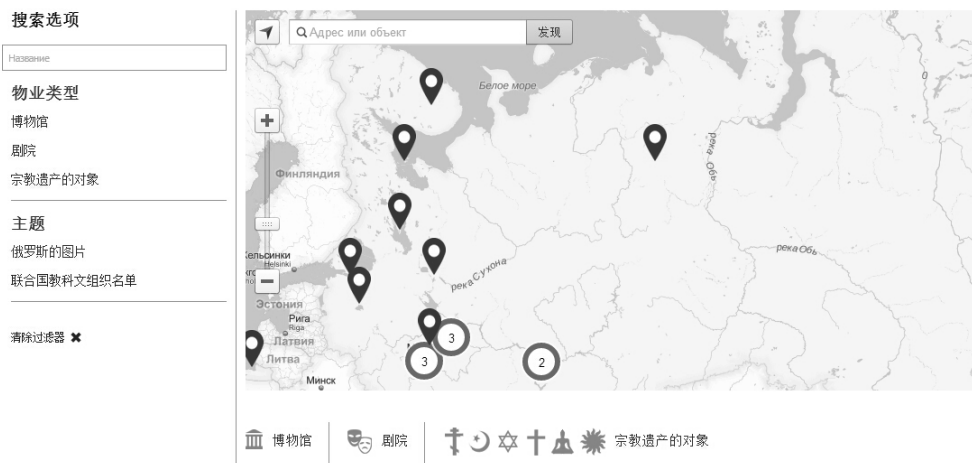 搜索选项
Название
物业类型
博物馆
剧院
宗教遗产的对象
主题
俄罗斯的图片
联合国教科文组织名单
清除过滤器 ✖
Адрес или объект
发现
Белое море
река Обь
Финляндия
ельсинки
Helsinki
река Обь
река Сухона
Эстония
Рига
Riga
Латвия
3
3
2
Литва
Минск
博物馆
剧院
宗教遗产的对象